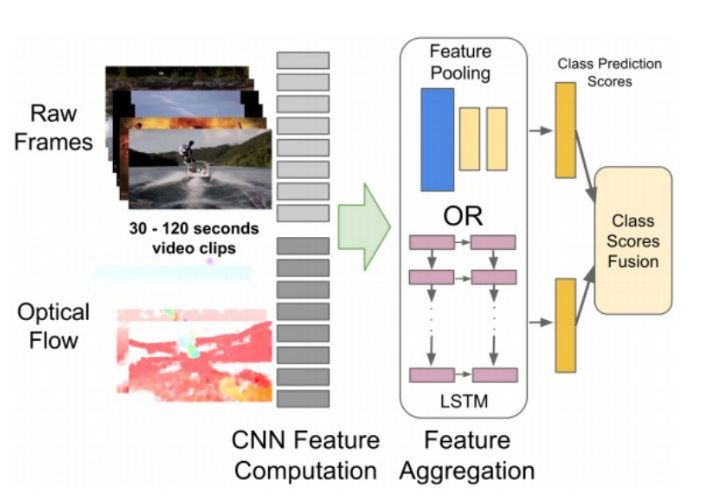 Raw
Frames
30 - 120 seconds
video clips
Optical
Flow
CNN Feature
Computation
Feature
Pooling
OR
LSTM
Feature
Aggregation
Class Prediction
Scores
Class
Scores
Fusion